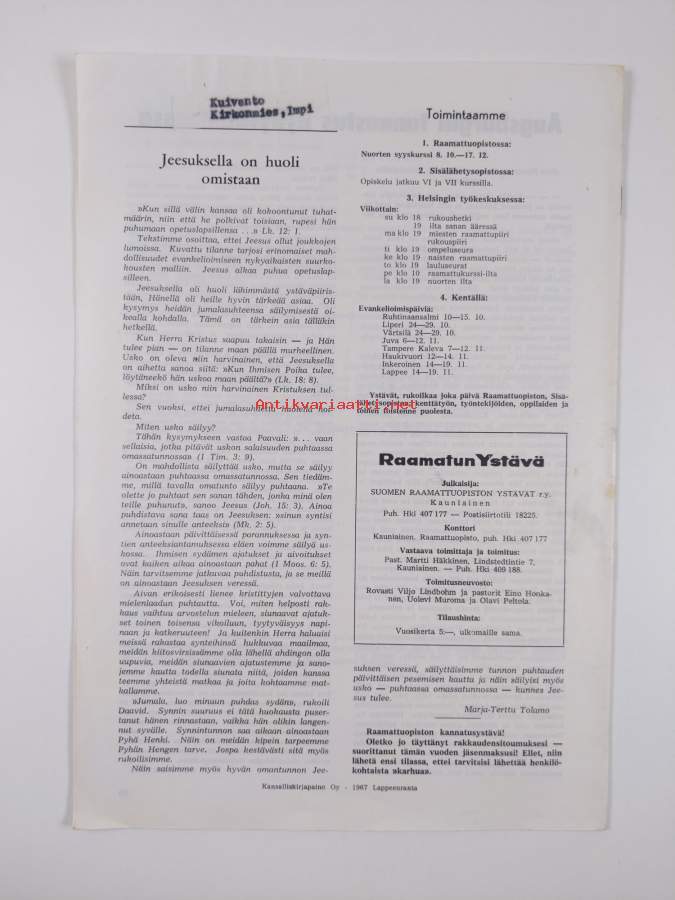 Kuivanto
Kirkonmies, Impi
Jeesuksella on huoli
omistaan
»Kun sillä välin kansaa oli kokoontunut tuhat-
määrin, niin että he polkivat toisiaan, rupesi hän
puhumaan opetuslapsillensa . . .» Lk. 12: 1.
Tekstimme osoittaa, ettei Jeesus ollut joukkojen
lumoissa. Kuvattu tilanne tarjosi erinomaiset mah-
dollisuudet evankelioimiseen nykyaikaisten suurko-
kousten malliin. Jeesus alkaa puhua opetuslap-
silleen.
Jeesuksella oli huoli lähimmästä ystäväpiiris-
tään, Hänellä oli heille hyvin tärkeää asiaa. Oli
kysymys heidän jumalasuhteensa säilymisestä oi-
kealla kohdalla. Tämä on tärkein asia tälläkin
hetkellä.
Kun Herra Kristus saapuu takaisin — ja Hän
tulee pian — on tilanne maan päällä murheellinen.
Usko on oleva niin harvinainen, että Jeesuksella
on aihetta sanoa siitä: »Kun Ihmisen Poika tulee,
löytäneekö hän uskoa maan päältä?» (Lk. 18: 8).
Miksi on usko niin harvinainen Kristuksen tul-
lessa?
Sen vuoksi, ettei jumalasuhdetta huolella hoi-
deta.
Miten usko säilyy?
Tähän kysymykseen vastaa Paavali: ». . . vaan
sellaisia, jotka pitävät uskon salaisuuden puhtaassa
omassatunnossa» (1 Tim. 3: 9).
On mahdollista säilyttää usko, mutta se säilyy
ainoastaan puhtaassa omassatunnossa. Sen tiedäm-
me, millä tavalla omatunto säilyy puhtaana. »Te
olette jo puhtaat sen sanan tähden, jonka minä olen
teille puhunut», sanoo Jeesus (Joh. 15: 3). Ainoa
puhdistava sana taas on Jeesuksen: »sinun syntisi
annetaan sinulle anteeksi» (Mk. 2: 5).
Ainoastaan päivittäisessä parannuksessa ja syn-
tien anteeksiantamuksessa eläen voimme säilyä us-
kossa. Ihmisen sydämen ajatukset ja aivoitukset
ovat kaiken aikaa ainoastaan pahat (1 Moos. 6: 5).
Näin tarvitsemme jatkuvaa puhdistusta, ja se meillä
on ainoastaan Jeesuksen veressä.
Aivan erikoisesti lienee kristittyjen valvottava
mielenlaadun puhtautta. Voi, miten helposti rak-
kaus vaihtuu arvostelun mieleen, siunaavat ajatuk-
set toinen toisensa vikoiluun, tyytyväisyys napi-
naan ja katkeruuteen! Ja kuitenkin Herra haluaisi
meissä rakastaa synteihinsä hukkuvaa maailmaa,
meidän kiitosvirsissämme olla lähellä ahdingon alla
uupuvia, meidän siunaavien ajatustemme ja sano-
jemme kautta todella siunata niitä, joiden kanssa
teemme yhteistä matkaa ja joita kohtaamme mat-
kallamme.
»Jumala, luo minuun puhdas sydän», rukoili
Daavid. Synnin suuruus ei tätä huokausta puser-
tanut hänen rinnastaan, vaikka hän olikin langen-
nut syvälle. Synnintunnon saa aikaan ainoastaan
Pyhä Henki. Näin on meidän kipein tarpeemme
Pyhän Hengen tarve. Jospa kestävästi sitä myös
rukoilisimme.
Näin saisimme myös hyvän omantunnon Jee-
Toimintaamme
1. Raamattuopistossa:
Nuorten syyskurssi 8. 10.—17. 12.
2. Sisälähetysopistossa:
Opiskelu jatkuu VI ja VII kurssilla.
3. Helsingin työkeskuksessa:
Viikottain:
su klo 18 rukoushetki
19 ilta sanan ääressä
ma klo 19 miesten raamattupiiri
rukouspiiri
ti klo 19 ompeluseura
ke klo 19 naisten raamattupiiri
to klo 19 lauluseurat
pe klo 10 raamattukurssi-ilta
la klo 19 nuorten ilta
4. Kentällä:
Evankelioimispäiviä:
Ruhtinaansalmi 10—15. 10.
Liperi 24—29. 10.
Värtsilä 24—29. 10.
Juva 6—12. 11.
Tampere Kaleva 7—12. 11.
Haukivuori 12—14. 11.
Inkeroinen 14—19. 11.
Lappee 14—19. 11.
Ystävät, rukoilkaa joka päivä Raamattuopiston, Sisä-
lähetysopiston, kenttätyön, työntekijöiden, oppilaiden ja
toinen toistenne puolesta.
Antikvariaatti.net
Raamatun Ystävä
Julkaisija:
SUOMEN RAAMATTUOPISTON YSTÄVÄT r.y.
Kauniainen
Puh. Hki 407 177 — Postisiirtotili 18225.
Konttori
Kauniainen, Raamattuopisto, puh. Hki 407 177
Vastaava toimittaja ja toimitus:
Past. Martti Häkkinen, Lindstedtintie 7,
Kauniainen. — Puh. Hki 409 188.
Toimitusneuvosto:
Rovasti Viljo Lindbohm ja pastorit Eino Honka-
nen, Uolevi Muroma ja Olavi Peltola.
Tilaushinta:
Vuosikerta 5:—, ulkomaille sama.
suksen veressä, säilyttäisimme tunnon puhtauden
päivittäisen pesemisen kautta ja näin säilyisi myös
usko — puhtaassa omassatunnossa — kunnes Jee-
sus tulee.
Marja-Terttu Tolamo
Raamattuopiston kannatusystävä!
Oletko jo täyttänyt rakkaudensitoumuksesi —
suorittanut tämän vuoden jäsenmaksusi! Ellet, niin
lähetä ensi tilassa, ettei tarvitsisi lähettää henkilö-
kohtaista »karhua».
Kansalliskirjapaino Oy - 1967 Lappeenranta